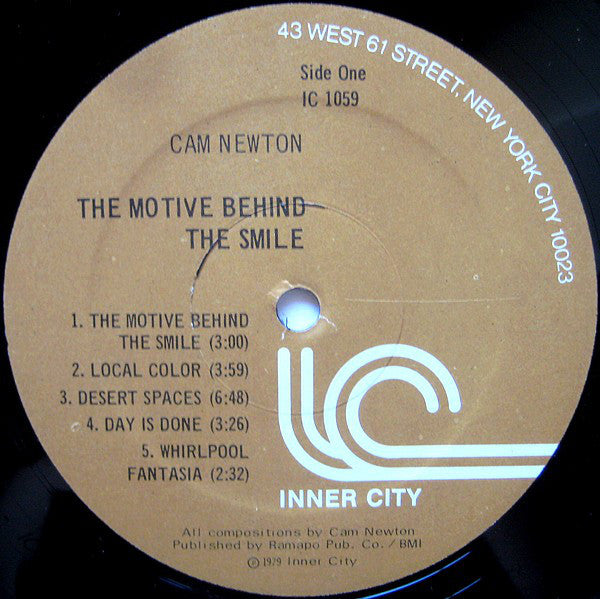 43 WEST 61 STREET, NEW YORK CITY 10023
Side One
IC 1059
CAM NEWTON
THE MOTIVE BEHIND
THE SMILE
1. THE MOTIVE BEHIND
THE SMILE (3:00)
2. LOCAL COLOR (3:59)
3. DESERT SPACES (6:48)
4. DAY IS DONE (3:26)
5. WHIRLPOOL
FANTASIA (2:32)
IC
INNER CITY
All compositions by Cam Newton
Published by Ramapo Pub. Co. / BMI
℗ 1979 Inner City